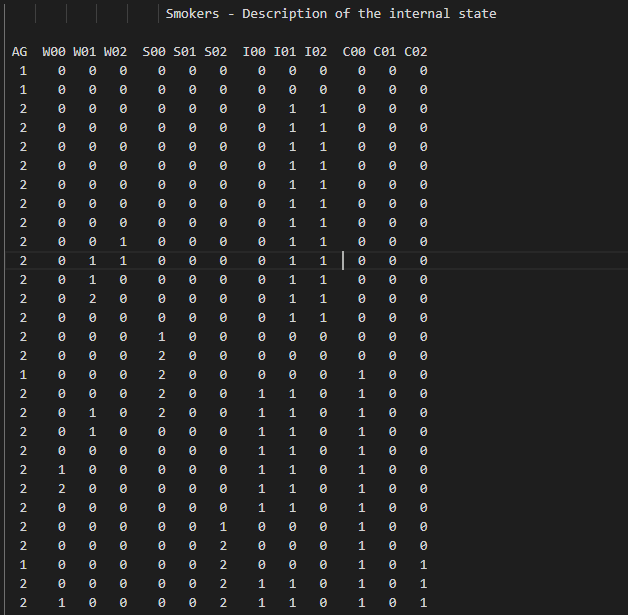 Smokers - Description of the internal state
AG W00 W01 W02 S00 S01 S02 I00 I01 I02 C00 C01 C02
1 0 0 0 0 0 0 0 0 0 0 0 0
1 0 0 0 0 0 0 0 0 0 0 0 0
2 0 0 0 0 0 0 0 1 1 0 0 0
2 0 0 0 0 0 0 0 1 1 0 0 0
2 0 0 0 0 0 0 0 1 1 0 0 0
2 0 0 0 0 0 0 0 1 1 0 0 0
2 0 0 0 0 0 0 0 1 1 0 0 0
2 0 0 0 0 0 0 0 1 1 0 0 0
2 0 0 0 0 0 0 0 1 1 0 0 0
2 0 0 1 0 0 0 0 1 1 0 0 0
2 0 1 1 0 0 0 0 1 1 0 0 0
2 0 1 0 0 0 0 0 1 1 0 0 0
2 0 2 0 0 0 0 0 1 1 0 0 0
2 0 0 0 0 0 0 0 1 1 0 0 0
2 0 0 0 1 0 0 0 0 0 0 0 0
2 0 0 0 2 0 0 0 0 0 0 0 0
1 0 0 0 2 0 0 0 0 0 1 0 0
2 0 0 0 2 0 0 1 1 0 1 0 0
2 0 1 0 2 0 0 1 1 0 1 0 0
2 0 1 0 0 0 0 1 1 0 1 0 0
2 0 0 0 0 0 0 1 1 0 1 0 0
2 1 0 0 0 0 0 1 1 0 1 0 0
2 2 0 0 0 0 0 1 1 0 1 0 0
2 0 0 0 0 0 0 1 1 0 1 0 0
2 0 0 0 0 0 1 0 0 0 1 0 0
2 0 0 0 0 0 2 0 0 0 1 0 0
1 0 0 0 0 0 2 0 0 0 1 0 1
2 0 0 0 0 0 2 1 1 0 1 0 1
2 1 0 0 0 0 2 1 1 0 1 0 1